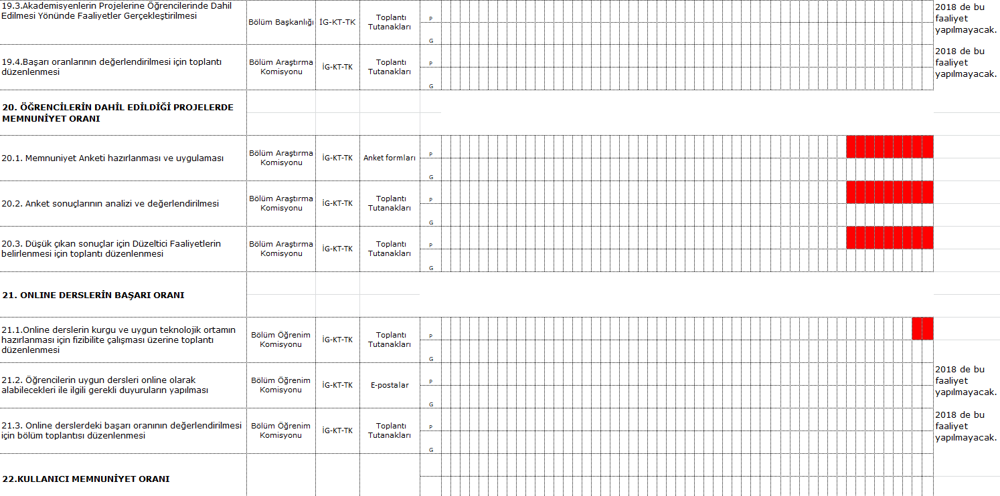 19.3.Akademisyenlerin Projelerine Öğrencilerinde Dahil
Edilmesi Yönünde Faaliyetler Gerçekleştirilmesi
Bölüm Başkanlığı
İG-KT-TK
Toplantı
Tutanakları
P
G
2018 de bu
faaliyet
yapılmayacak.
19.4.Başarı oranlarının değerlendirilmesi için toplantı
düzenlenmesi
Bölüm Araştırma
Komisyonu
İG-KT-TK
Toplantı
Tutanakları
P
G
2018 de bu
faaliyet
yapılmayacak.
20. ÖĞRENCİLERİN DAHİL EDİLDİĞİ PROJELERDE
MEMNUNİYET ORANI
20.1. Memnuniyet Anketi hazırlanması ve uygulaması
Bölüm Araştırma
Komisyonu
İG-KT-TK
Anket formları
P
G
20.2. Anket sonuçlarının analizi ve değerlendirilmesi
Bölüm Araştırma
Komisyonu
İG-KT-TK
Toplantı
Tutanakları
P
G
20.3. Düşük çıkan sonuçlar için Düzeltici Faaliyetlerin
belirlenmesi için toplantı düzenlenmesi
Bölüm Araştırma
Komisyonu
İG-KT-TK
Toplantı
Tutanakları
P
G
21. ONLINE DERSLERİN BAŞARI ORANI
21.1.Online derslerin kurgu ve uygun teknolojik ortamın
hazırlanması için fizibilite çalışması üzerine toplantı
düzenlenmesi
Bölüm Öğrenim
Komisyonu
İG-KT-TK
Toplantı
Tutanakları
P
G
21.2. Öğrencilerin uygun dersleri online olarak
alabilecekleri ile ilgili gerekli duyuruların yapılması
Bölüm Öğrenim
Komisyonu
İG-KT-TK
E-postalar
P
G
2018 de bu
faaliyet
yapılmayacak.
21.3. Online derslerdeki başarı oranının değerlendirilmesi
için bölüm toplantısı düzenlenmesi
Bölüm Öğrenim
Komisyonu
İG-KT-TK
Toplantı
Tutanakları
P
G
2018 de bu
faaliyet
yapılmayacak.
22.KULLANICI MEMNUNİYET ORANI